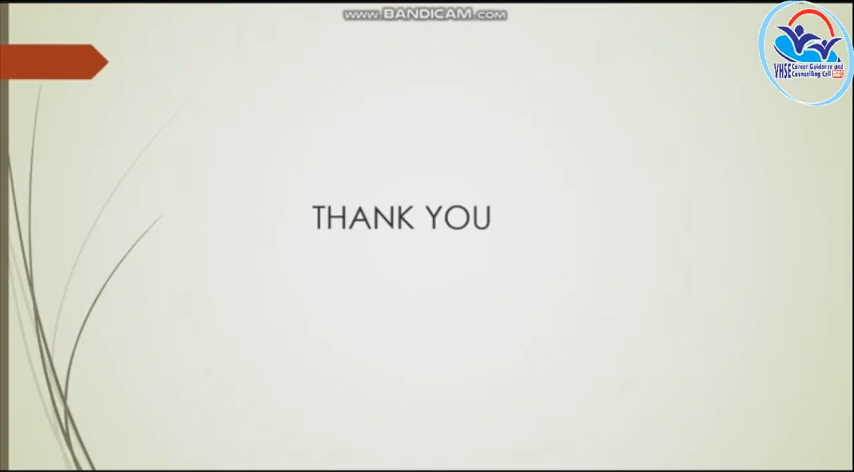 www.BANDICAM.com
VHSE Career Guidance and
Counselling Cell
THANK YOU